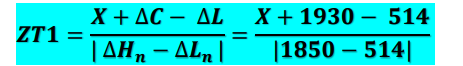 ZT1 = X + ΔC − ΔL / | ΔHₙ − ΔLₙ | = X + 1930 − 514 / |1850 − 514|